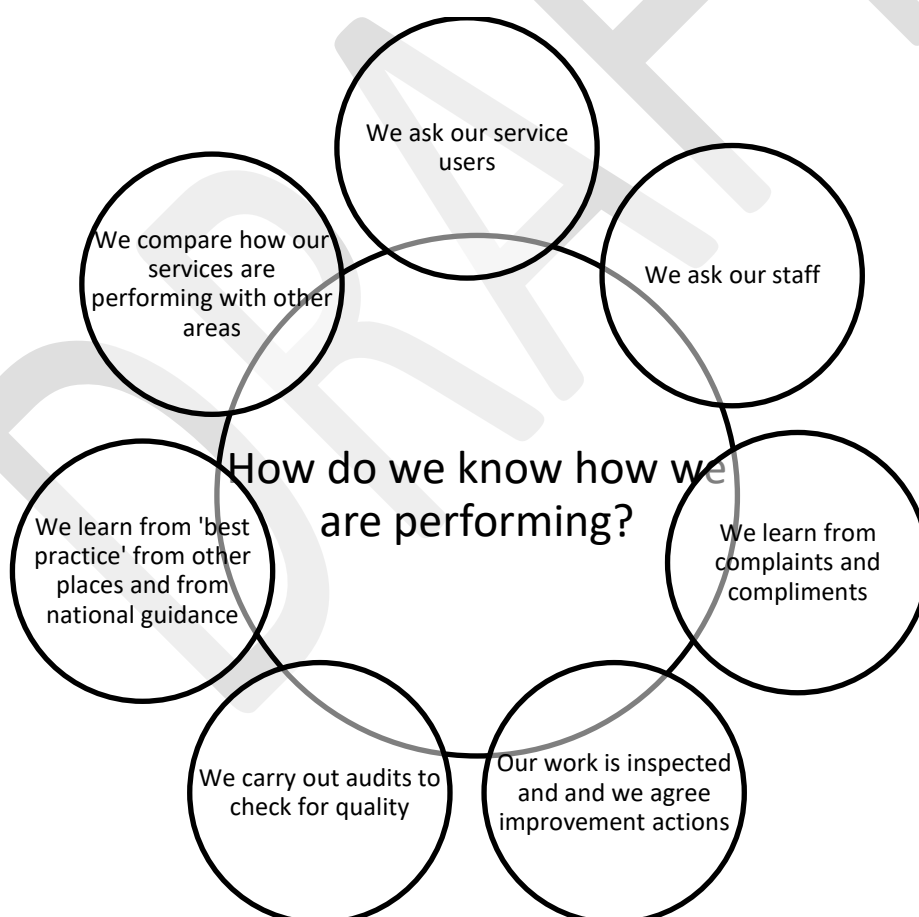 We ask our service
users
We ask our staff
We learn from
complaints and
compliments
Our work is inspected
and and we agree
improvement actions
We carry out audits to
check for quality
We learn from 'best
practice' from other
places and from
national guidance
We compare how our
services are
performing with other
areas
How do we know how we
are performing?
DRAF